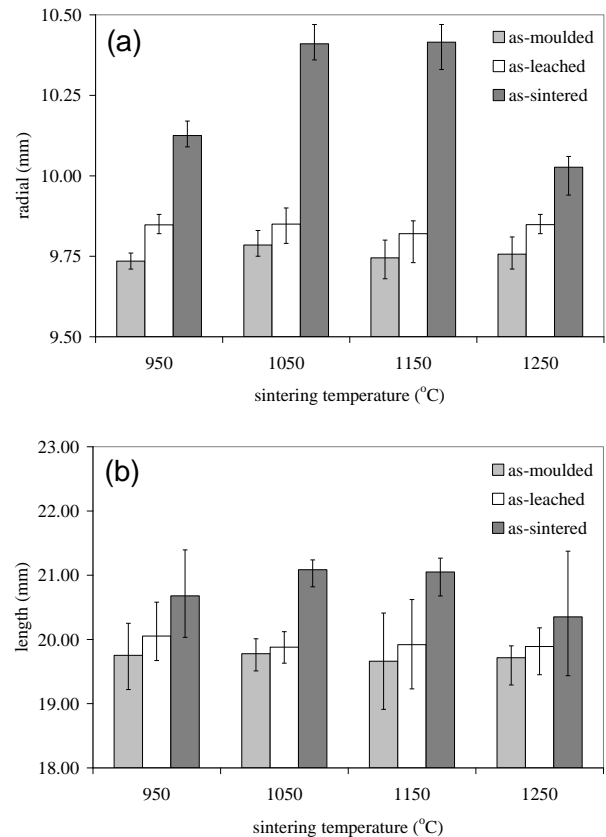 (a)
as-moulded
as-leached
as-sintered
10.50
10.25
10.00
9.75
9.50
radial (mm)
950 1050 1150 1250
sintering temperature (°C)
(b)
as-moulded
as-leached
as-sintered
23.00
22.00
21.00
20.00
19.00
18.00
length (mm)
950 1050 1150 1250
sintering temperature (°C)